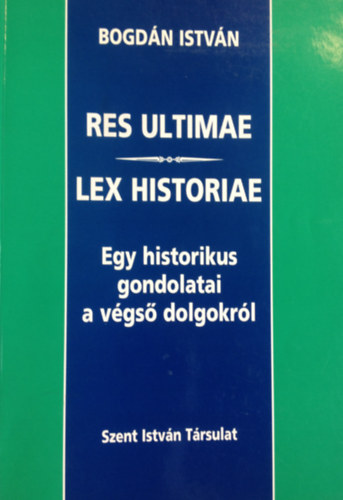 BOGDÁN ISTVÁN
RES ULTIMAE
LEX HISTORIAE
Egy historikus
gondolatai
a végső dolgokról
Szent István Társulat